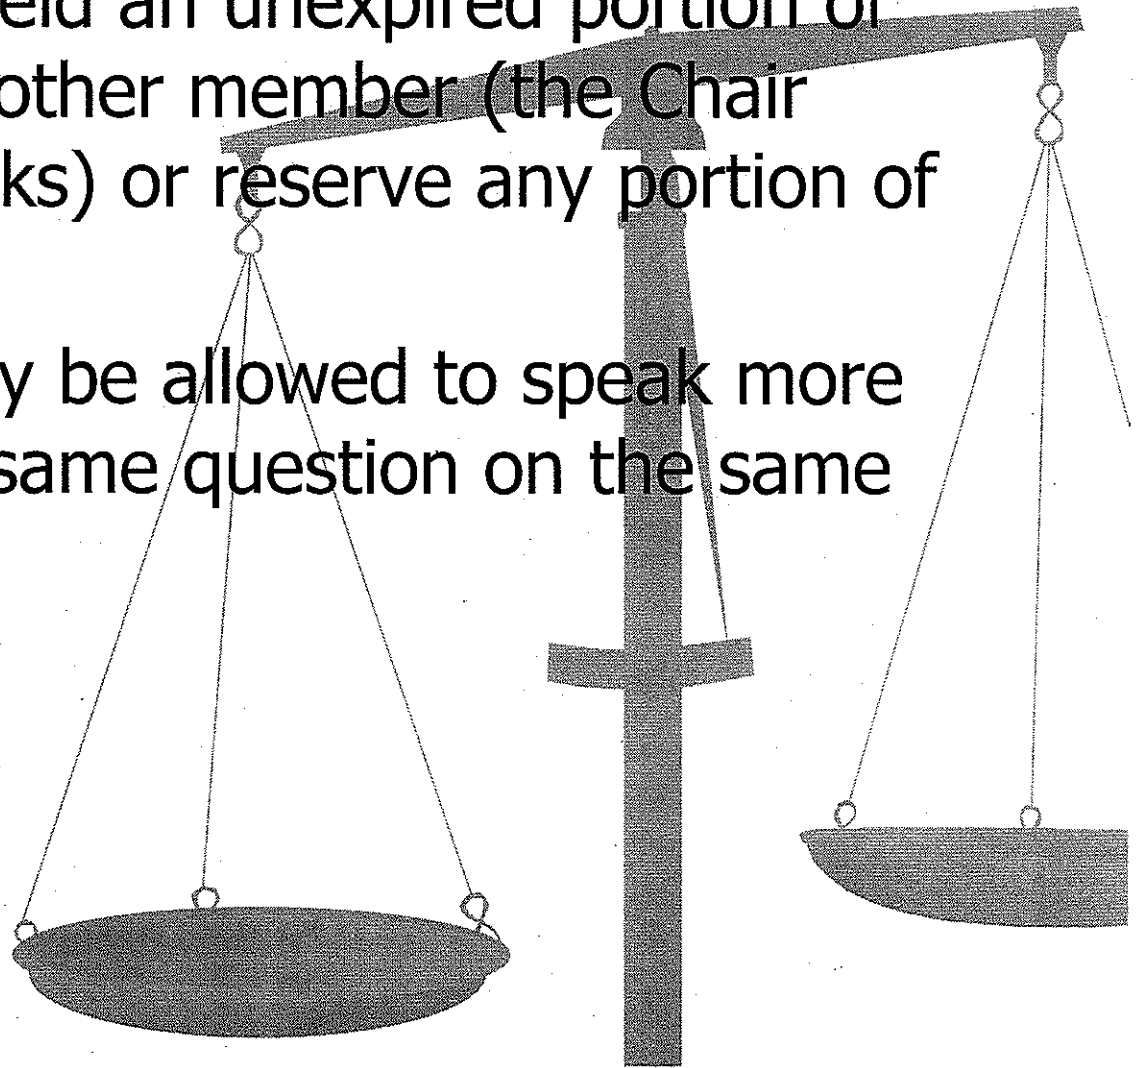 eld an unexpired portion of
other member (the Chair
ks) or reserve any portion of
y be allowed to speak more
same question on the same